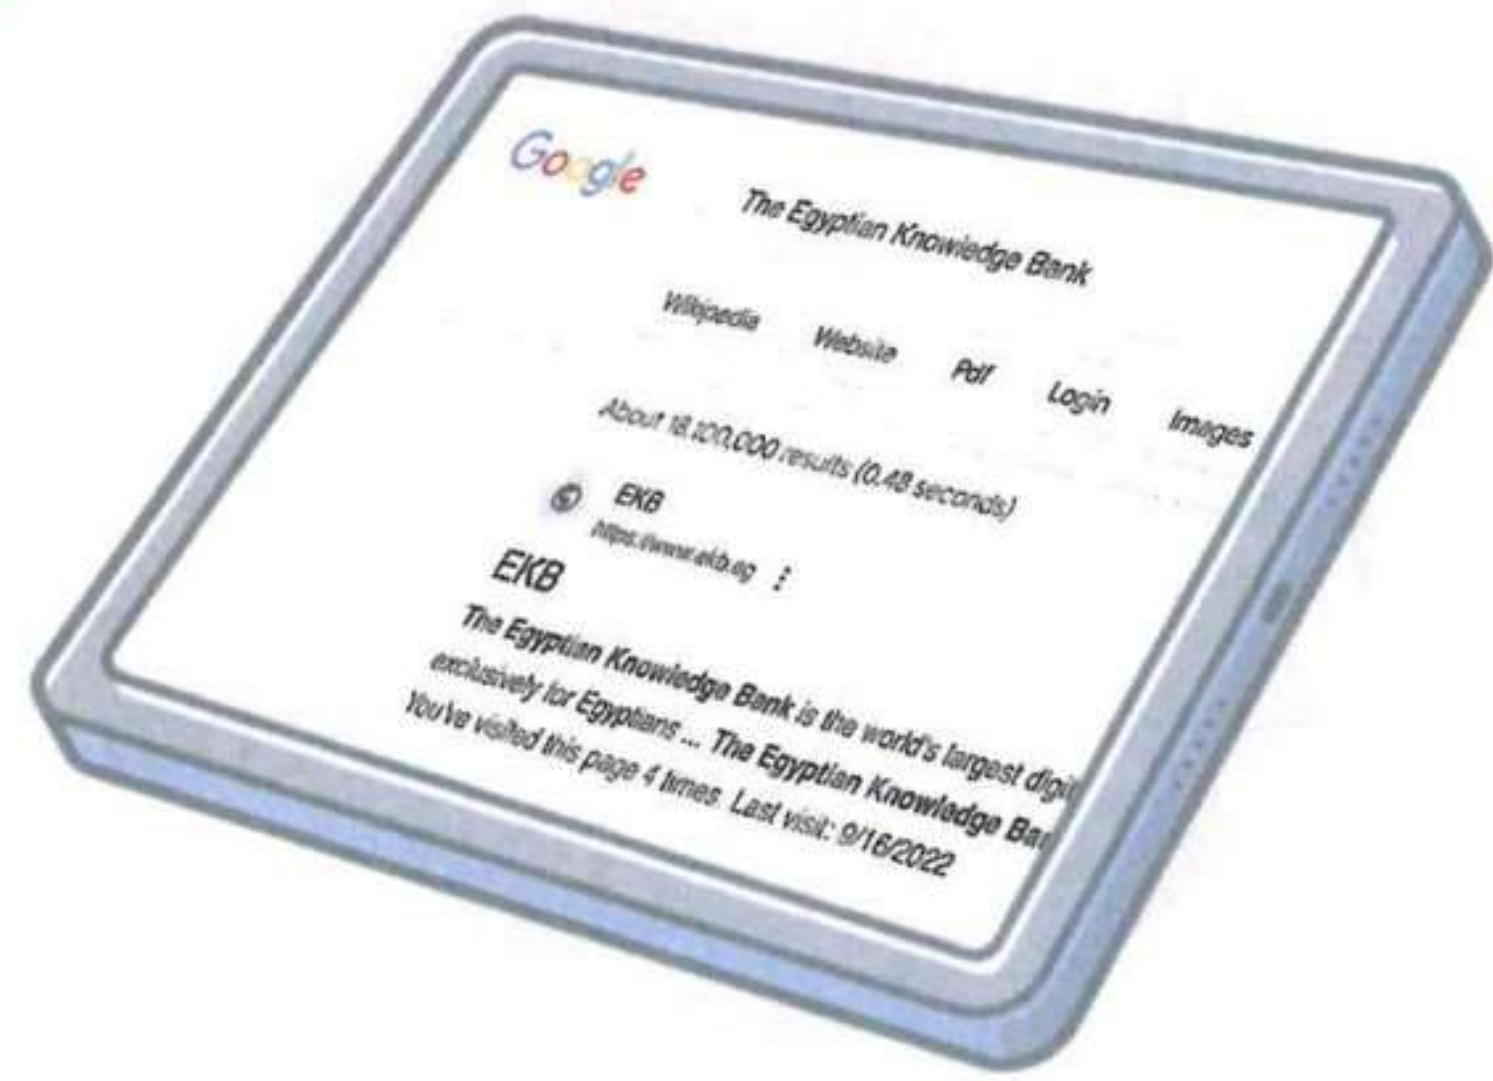 Google
The Egyptian Knowledge Bank
Wikipedia Website Pdf Login Images
About 18,100,000 results (0.48 seconds)
EKB
https://www.ekb.eg
EKB
The Egyptian Knowledge Bank is the world's largest digit
exclusively for Egyptians ... The Egyptian Knowledge Ban
You've visited this page 4 times. Last visit: 9/16/2022